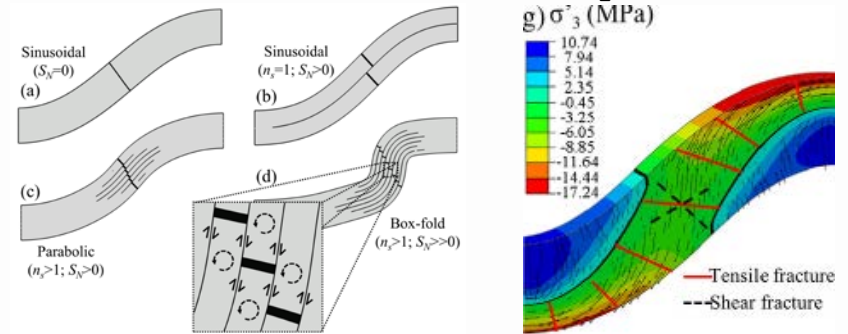 Sinusoidal
(S_N=0)
(a)
Sinusoidal
(n_s=1; S_N>0)
(b)
(c)
Parabolic
(n_s>1; S_N>0)
(d)
Box-fold
(n_s>1; S_N>>0)
g) σ'₃ (MPa)
10.74
7.94
5.14
2.35
-0.45
-3.25
-6.05
-8.85
-11.64
-14.44
-17.24
Tensile fracture
Shear fracture